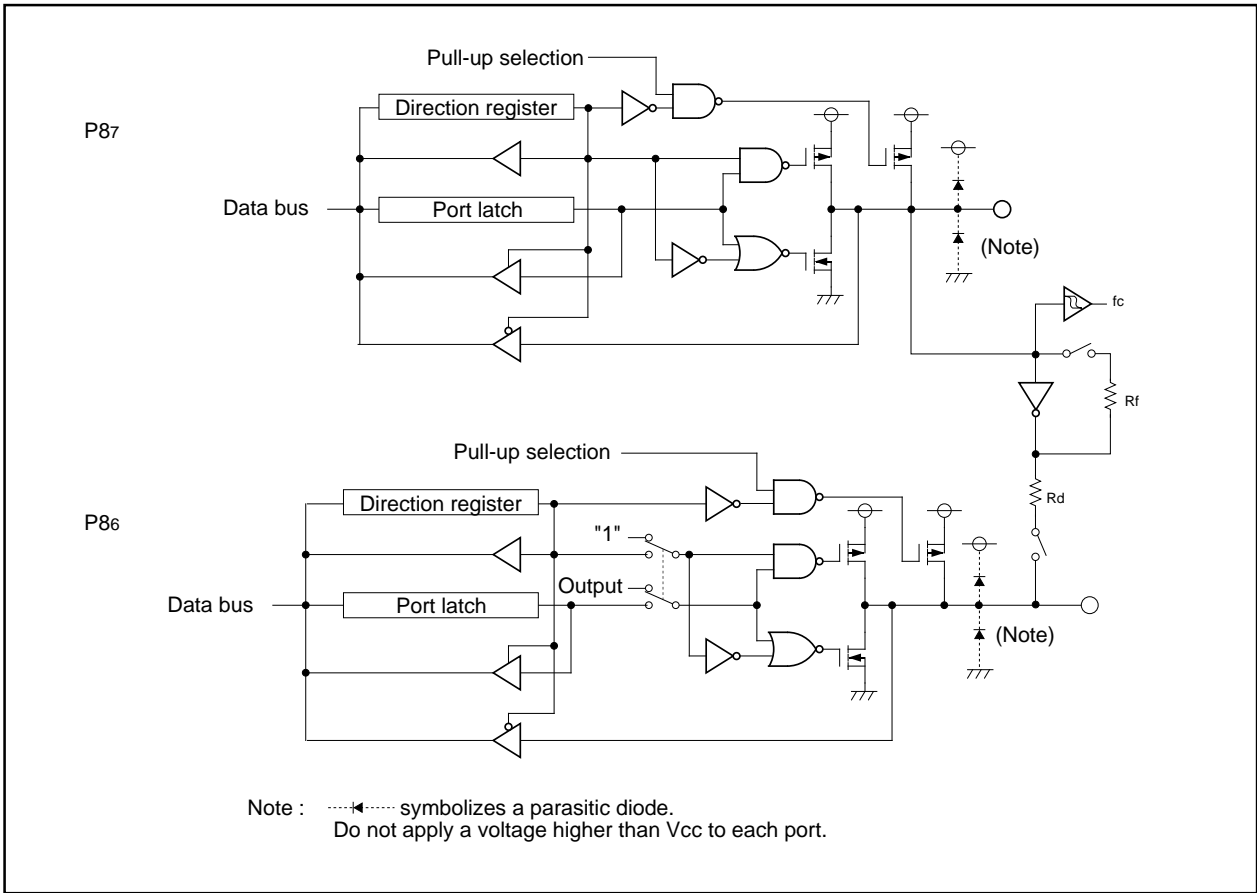 Pull-up selection
Direction register
P87
Data bus
Port latch
(Note)
fc
Rf
Pull-up selection
Direction register
Rd
P86
"1"
Output
Data bus
Port latch
(Note)
Note : symbolizes a parasitic diode.
Do not apply a voltage higher than Vcc to each port.